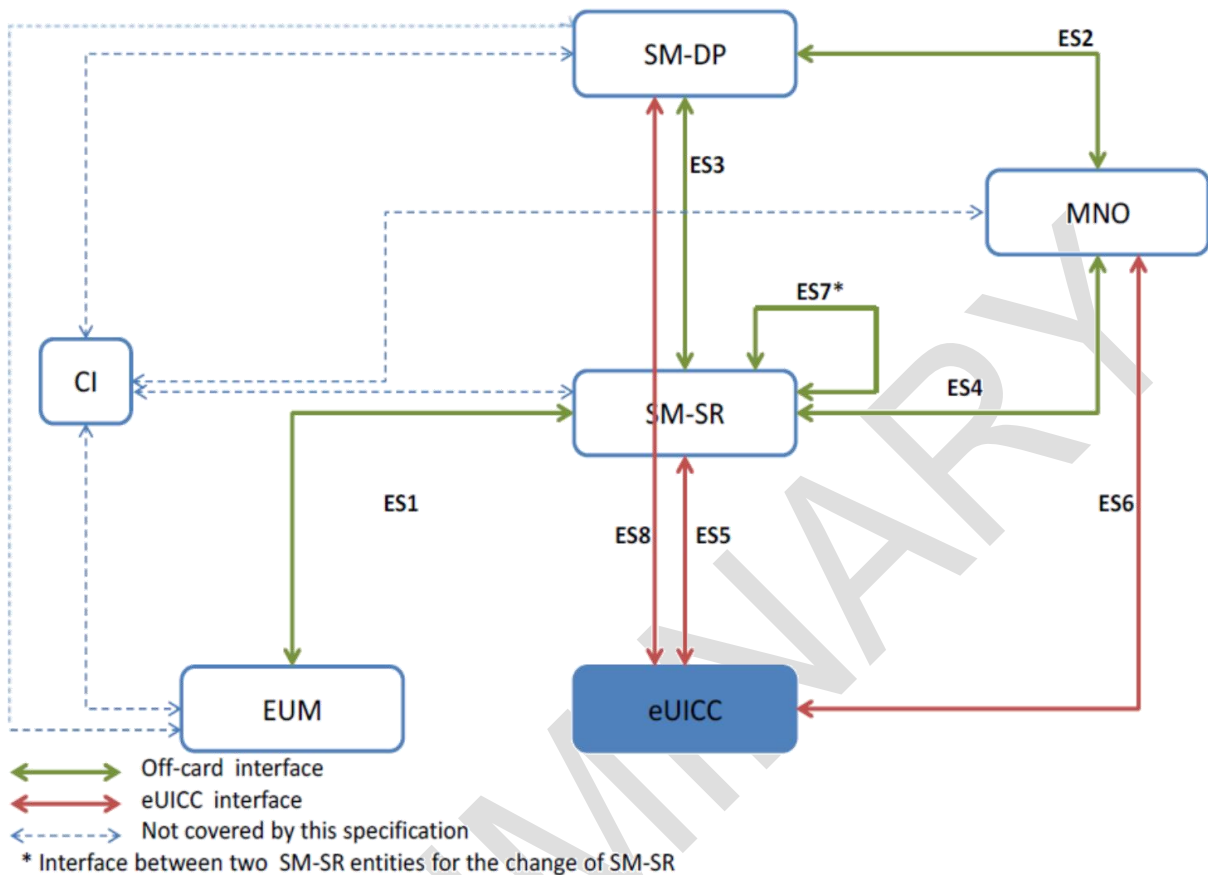 SM-DP
ES2
ES3
MNO
ES7*
CI
SM-SR
ES4
ES1
ES8
ES5
ES6
EUM
eUICC
Off-card interface
eUICC interface
Not covered by this specification
* Interface between two SM-SR entities for the change of SM-SR
MINARY